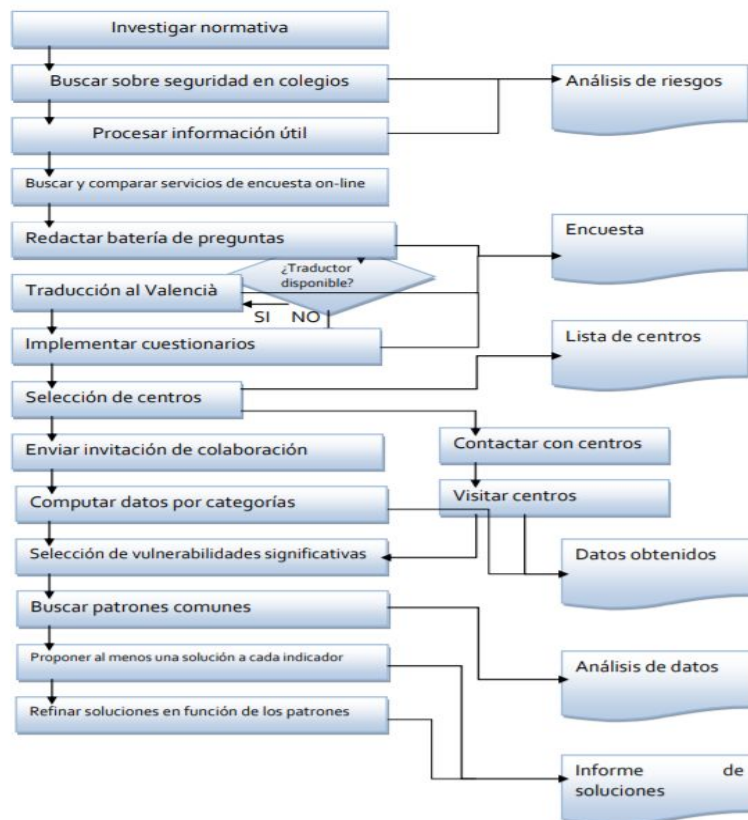 Investigar normativa
Buscar sobre seguridad en colegios
Análisis de riesgos
Procesar información útil
Buscar y comparar servicios de encuesta on-line
Redactar batería de preguntas
Encuesta
¿Traductor
disponible?
Traducción al Valencià
SI NO
Implementar cuestionarios
Lista de centros
Selección de centros
Enviar invitación de colaboración
Contactar con centros
Computar datos por categorías
Visitar centros
Selección de vulnerabilidades significativas
Datos obtenidos
Buscar patrones comunes
Proponer al menos una solución a cada indicador
Análisis de datos
Refinar soluciones en función de los patrones
Informe de
soluciones